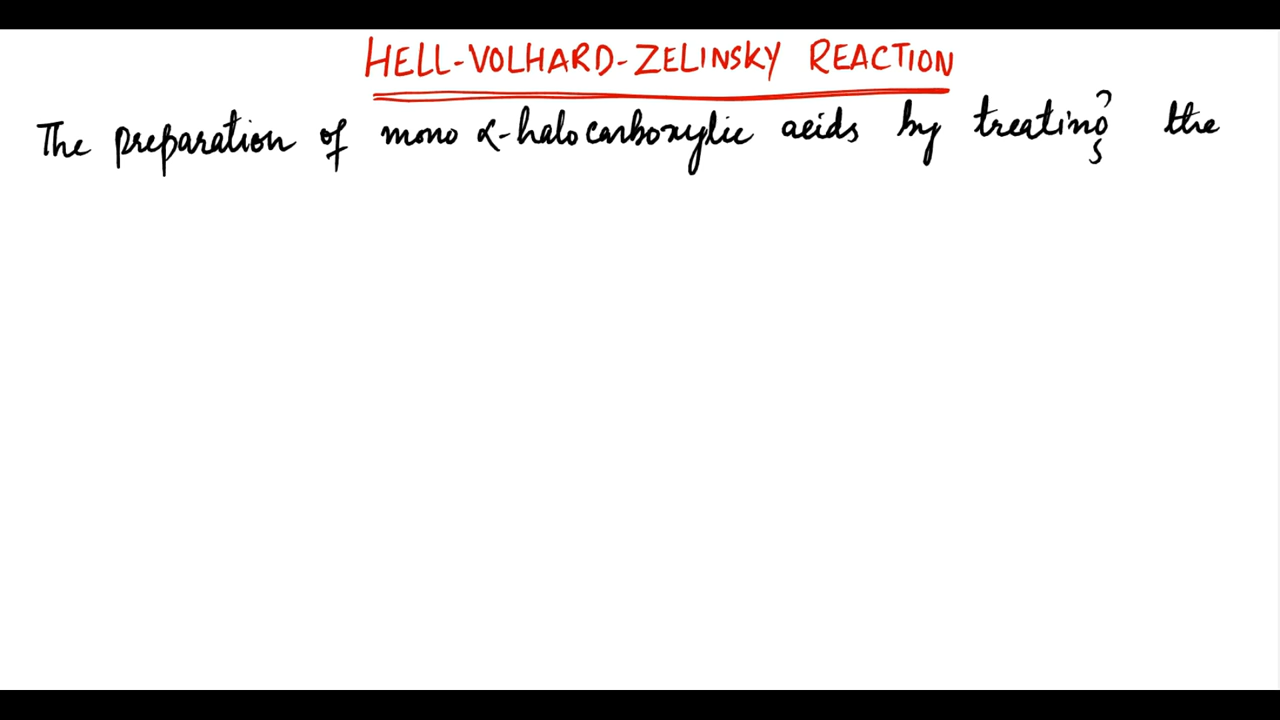 HELL-VOLHARD-ZELINSKY REACTION
The preparation of mono α-halocarboxylic acids by treating the